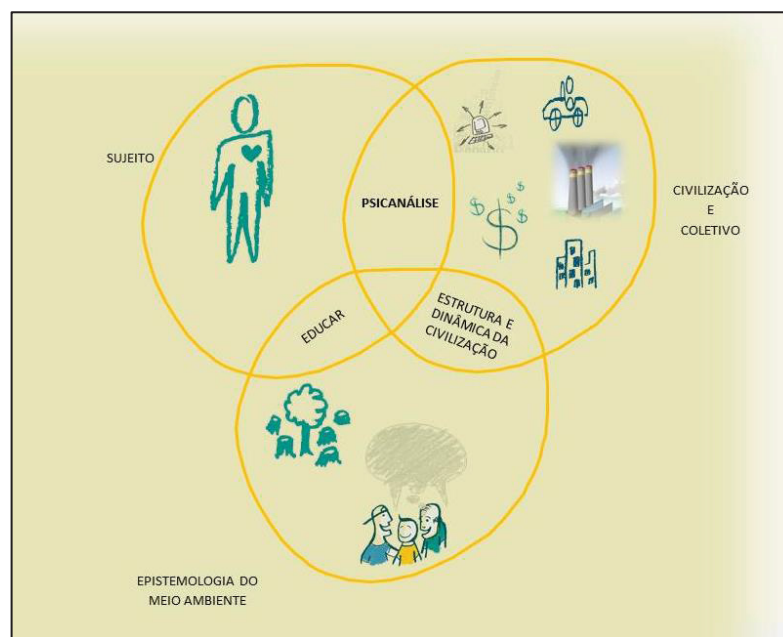 SUJEITO
PSICANÁLISE
CIVILIZAÇÃO
E
COLETIVO
EDUCAR
ESTRUTURA E
DINÂMICA DA
CIVILIZAÇÃO
EPISTEMOLOGIA DO
MEIO AMBIENTE